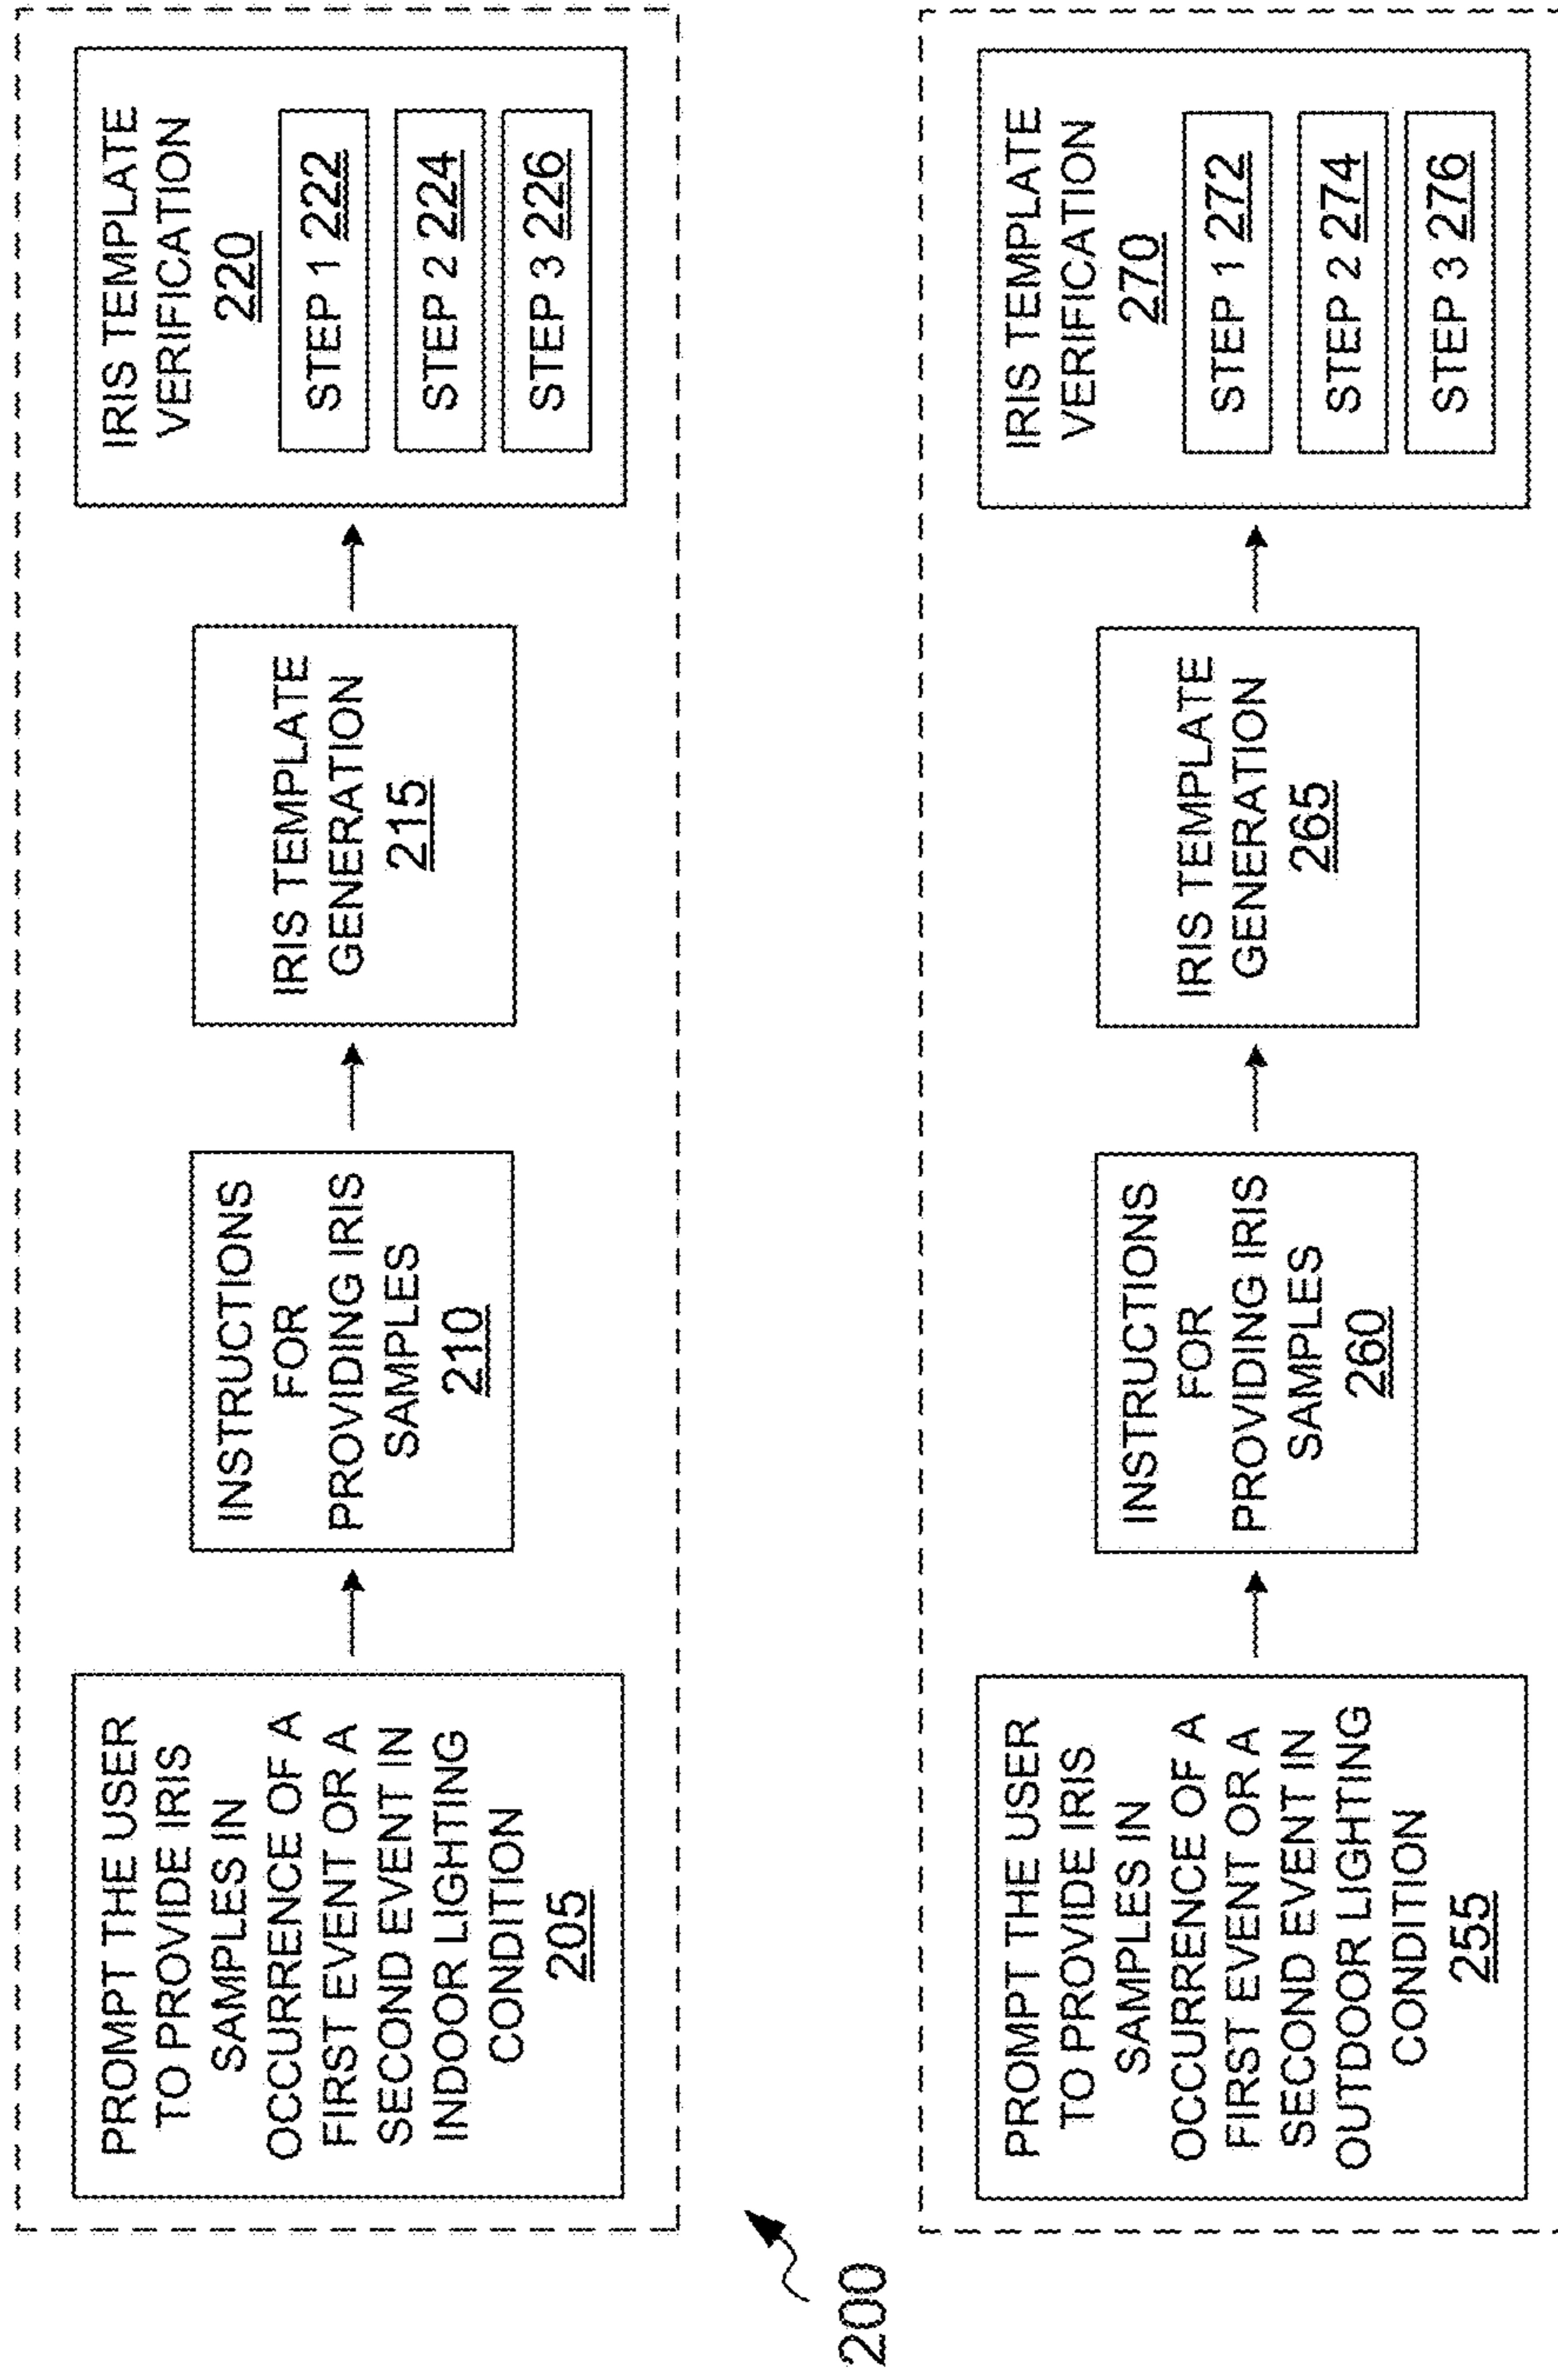 200
PROMPT THE USER
TO PROVIDE IRIS
SAMPLES IN
OCCURRENCE OF A
FIRST EVENT OR A
SECOND EVENT IN
INDOOR LIGHTING
CONDITION
205
INSTRUCTIONS
FOR
PROVIDING IRIS
SAMPLES
210
IRIS TEMPLATE
GENERATION
215
IRIS TEMPLATE
VERIFICATION
220
STEP 1 222
STEP 2 224
STEP 3 226
PROMPT THE USER
TO PROVIDE IRIS
SAMPLES IN
OCCURRENCE OF A
FIRST EVENT OR A
SECOND EVENT IN
OUTDOOR LIGHTING
CONDITION
255
INSTRUCTIONS
FOR
PROVIDING IRIS
SAMPLES
260
IRIS TEMPLATE
GENERATION
265
IRIS TEMPLATE
VERIFICATION
270
STEP 1 272
STEP 2 274
STEP 3 276